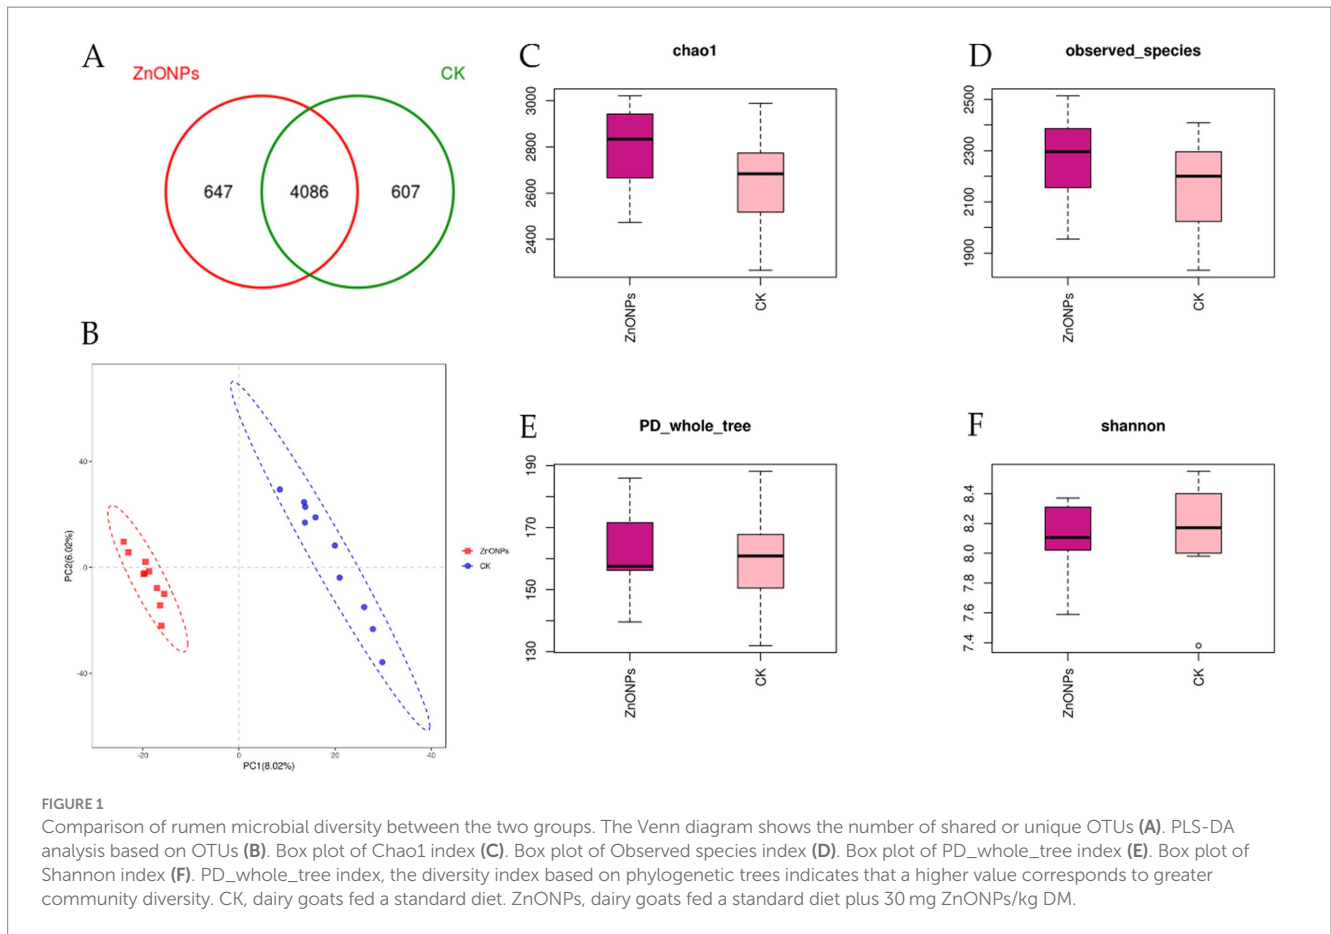 A
ZnONPs
CK
647
4086
607
B
40
0
-40
-20
0
20
40
PC2(6.02%)
PC1(8.02%)
ZnONPs
CK
C
chao1
3000
2800
2600
2400
ZnONPs
CK
D
observed_species
2500
2300
2100
1900
ZnONPs
CK
E
PD_whole_tree
190
170
150
130
ZnONPs
CK
F
shannon
8.4
8.2
8.0
7.8
7.6
7.4
ZnONPs
CK
FIGURE 1
Comparison of rumen microbial diversity between the two groups. The Venn diagram shows the number of shared or unique OTUs (A). PLS-DA
analysis based on OTUs (B). Box plot of Chao1 index (C). Box plot of Observed species index (D). Box plot of PD_whole_tree index (E). Box plot of
Shannon index (F). PD_whole_tree index, the diversity index based on phylogenetic trees indicates that a higher value corresponds to greater
community diversity. CK, dairy goats fed a standard diet. ZnONPs, dairy goats fed a standard diet plus 30 mg ZnONPs/kg DM.